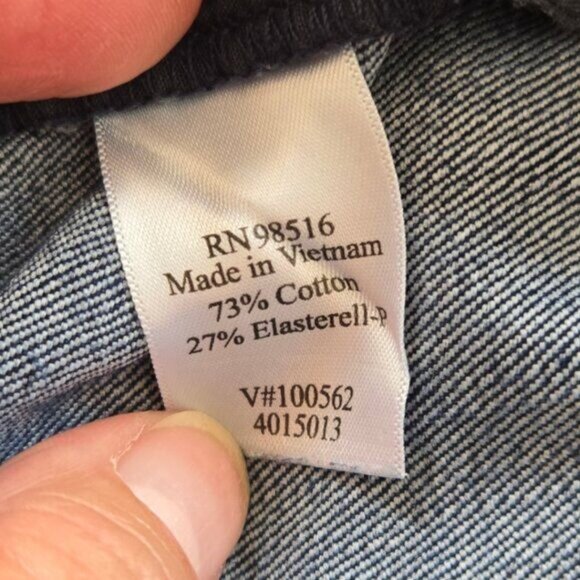 RN98516
Made in Vietnam
73% Cotton
27% Elasterell-P
V#100562
4015013